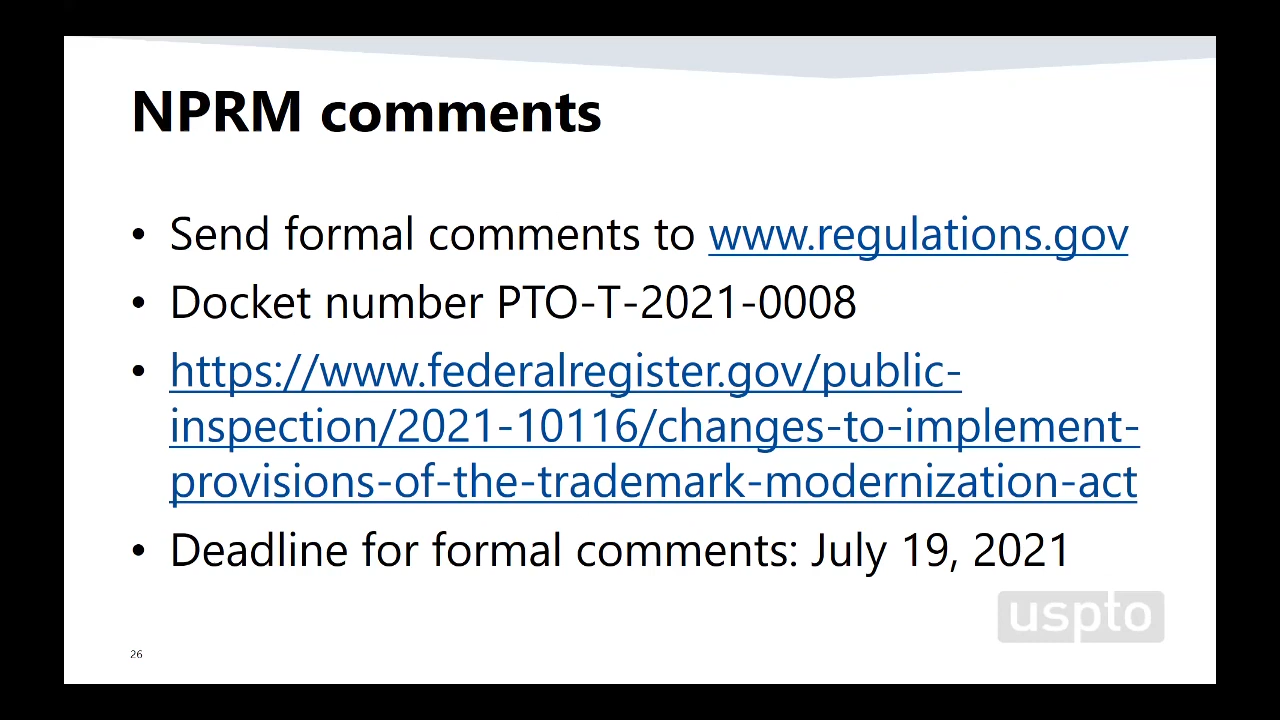 NPRM comments
• Send formal comments to www.regulations.gov
• Docket number PTO-T-2021-0008
• https://www.federalregister.gov/public-
inspection/2021-10116/changes-to-implement-
provisions-of-the-trademark-modernization-act
• Deadline for formal comments: July 19, 2021
uspto
26